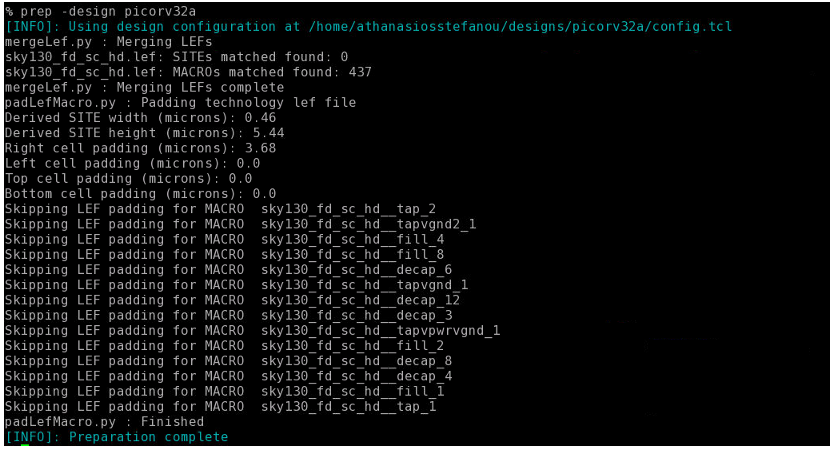 % prep -design picorv32a
[INFO]: Using design configuration at /home/athanasiosstefanou/designs/picorv32a/config.tcl
mergeLef.py : Merging LEFs
sky130_fd_sc_hd.lef: SITEs matched found: 0
sky130_fd_sc_hd.lef: MACROs matched found: 437
mergeLef.py : Merging LEFs complete
padLefMacro.py : Padding technology lef file
Derived SITE width (microns): 0.46
Derived SITE height (microns): 5.44
Right cell padding (microns): 3.68
Left cell padding (microns): 0.0
Top cell padding (microns): 0.0
Bottom cell padding (microns): 0.0
Skipping LEF padding for MACRO  sky130_fd_sc_hd__tap_2
Skipping LEF padding for MACRO  sky130_fd_sc_hd__tapvgnd2_1
Skipping LEF padding for MACRO  sky130_fd_sc_hd__fill_4
Skipping LEF padding for MACRO  sky130_fd_sc_hd__fill_8
Skipping LEF padding for MACRO  sky130_fd_sc_hd__decap_6
Skipping LEF padding for MACRO  sky130_fd_sc_hd__tapvgnd_1
Skipping LEF padding for MACRO  sky130_fd_sc_hd__decap_12
Skipping LEF padding for MACRO  sky130_fd_sc_hd__decap_3
Skipping LEF padding for MACRO  sky130_fd_sc_hd__tapvpwrvgnd_1
Skipping LEF padding for MACRO  sky130_fd_sc_hd__fill_2
Skipping LEF padding for MACRO  sky130_fd_sc_hd__decap_8
Skipping LEF padding for MACRO  sky130_fd_sc_hd__decap_4
Skipping LEF padding for MACRO  sky130_fd_sc_hd__fill_1
Skipping LEF padding for MACRO  sky130_fd_sc_hd__tap_1
padLefMacro.py : Finished
[INFO]: Preparation complete